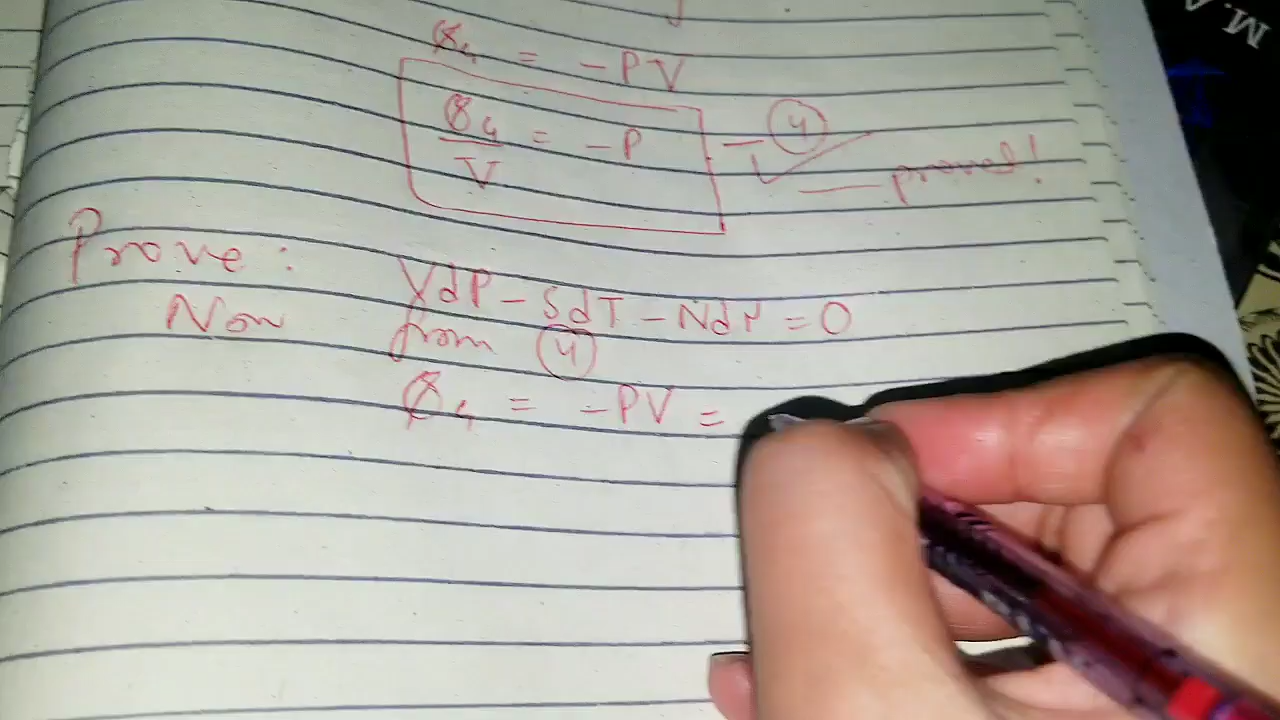 φ₄ = -PV
φ₄/V = -P — ④
— proved!
Prove: VdP - SdT - Ndμ = 0
Now from ④
φ₄ = -PV =
M. A